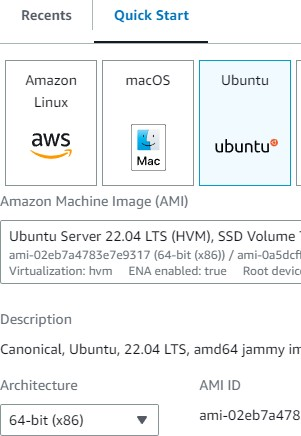 Recents
Quick Start
Amazon
Linux
aws
macOS
Mac
Ubuntu
ubuntu
Amazon Machine Image (AMI)
Ubuntu Server 22.04 LTS (HVM), SSD Volume
ami-02eb7a4783e7e9317 (64-bit (x86)) / ami-0a5dcf
Virtualization: hvm ENA enabled: true Root devic
Description
Canonical, Ubuntu, 22.04 LTS, amd64 jammy im
Architecture
AMI ID
64-bit (x86)
ami-02eb7a478